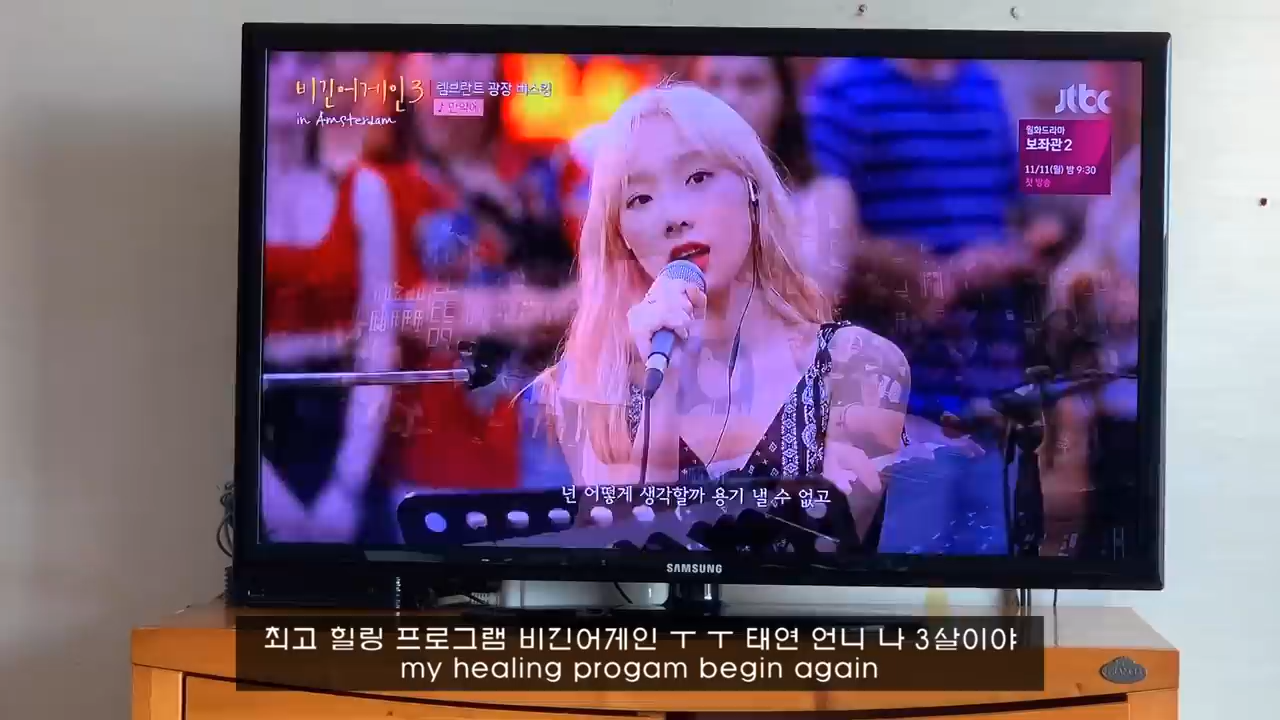 비긴어게인 3
in Amsterdam
렘브란트 광장 버스킹
♪ 만약에
jtbc
월화드라마
보좌관 2
11/11(월) 밤 9:30
첫 방송
넌 어떻게 생각할까 용기 낼 수 없고
SAMSUNG
최고 힐링 프로그램 비긴어게인 ㅜ ㅜ 태연 언니 나 3살이야
my healing progam begin again